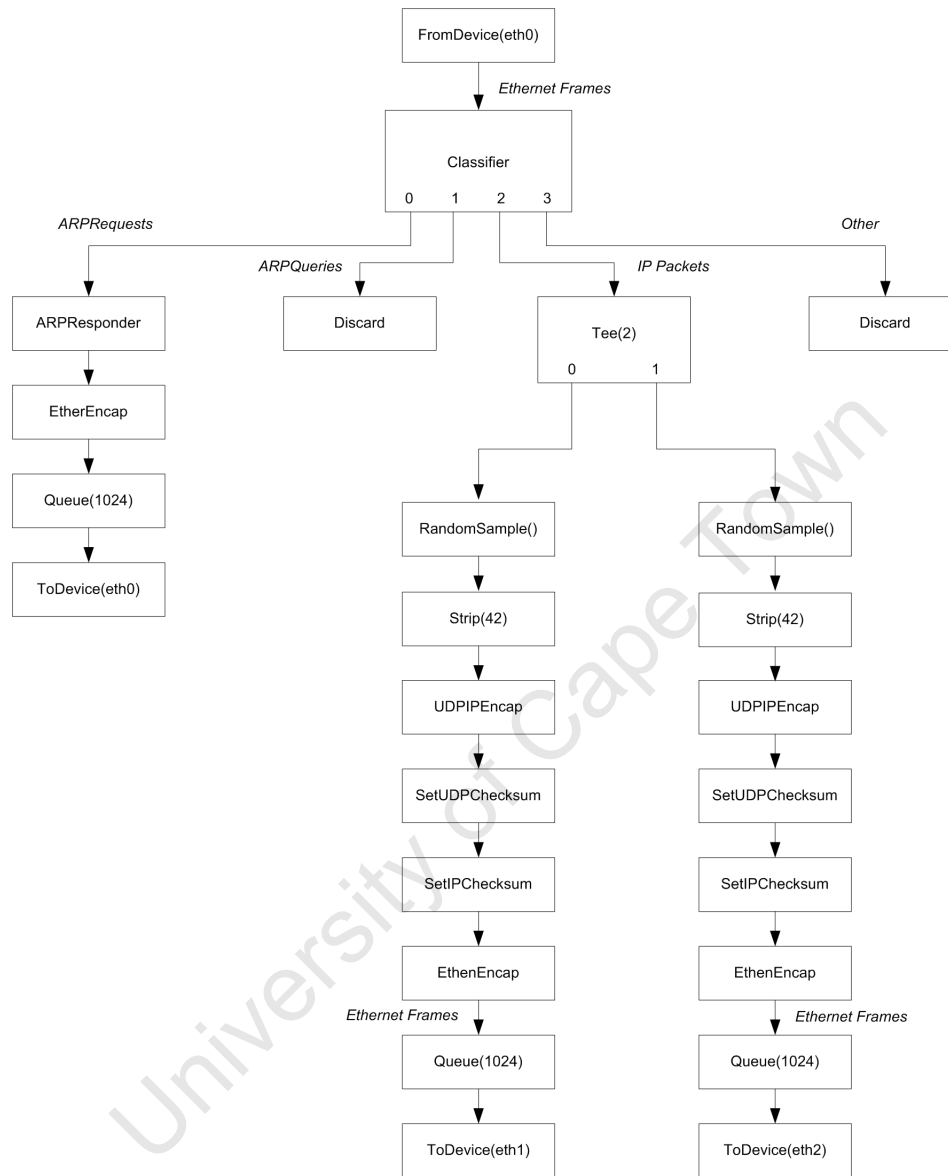 FromDevice(eth0)
Ethernet Frames
Classifier
0 1 2 3
ARPRequests
Other
ARPQueries
IP Packets
ARPResponder
Discard
Tee(2)
Discard
0 1
EtherEncap
Queue(1024)
RandomSample()
RandomSample()
ToDevice(eth0)
Strip(42)
Strip(42)
UDPIPEncap
UDPIPEncap
SetUDPChecksum
SetUDPChecksum
SetIPChecksum
SetIPChecksum
EthenEncap
EthenEncap
Ethernet Frames
Ethernet Frames
Queue(1024)
Queue(1024)
ToDevice(eth1)
ToDevice(eth2)
University of Cape Town